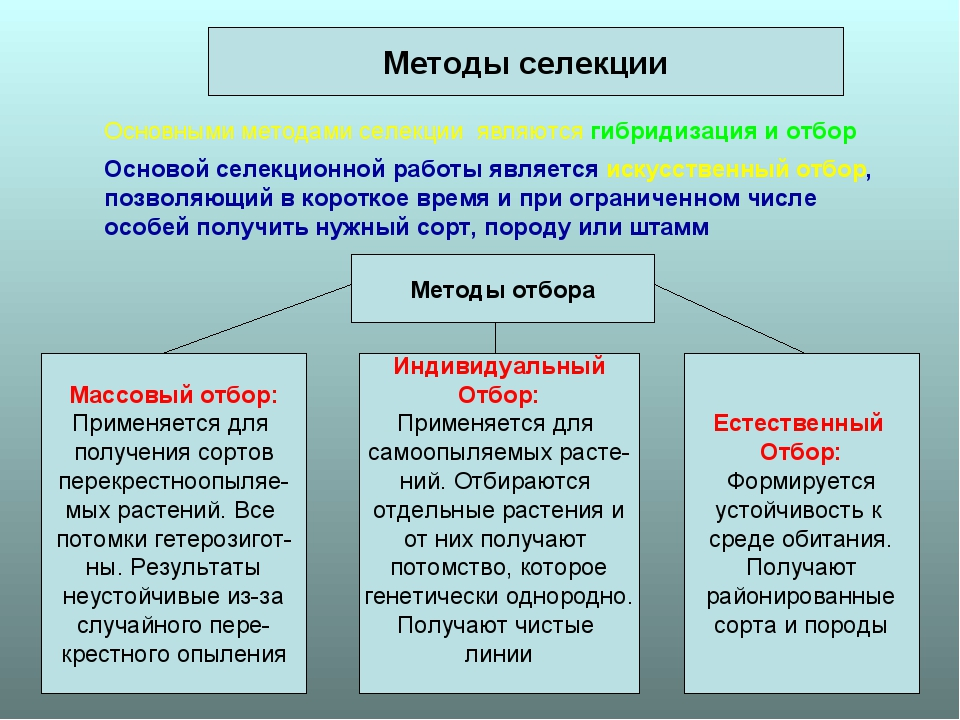 Методы селекции
Основными методами селекции являются гибридизация и отбор
Основой селекционной работы является искусственный отбор,
позволяющий в короткое время и при ограниченном числе
особей получить нужный сорт, породу или штамм
Методы отбора
Массовый отбор:
Применяется для
получения сортов
перекрестноопыляе-
мых растений. Все
потомки гетерозигот-
ны. Результаты
неустойчивые из-за
случайного пере-
крестного опыления
Индивидуальный
Отбор:
Применяется для
самоопыляемых расте-
ний. Отбираются
отдельные растения и
от них получают
потомство, которое
генетически однородно.
Получают чистые
линии
Естественный
Отбор:
Формируется
устойчивость к
среде обитания.
Получают
районированные
сорта и породы